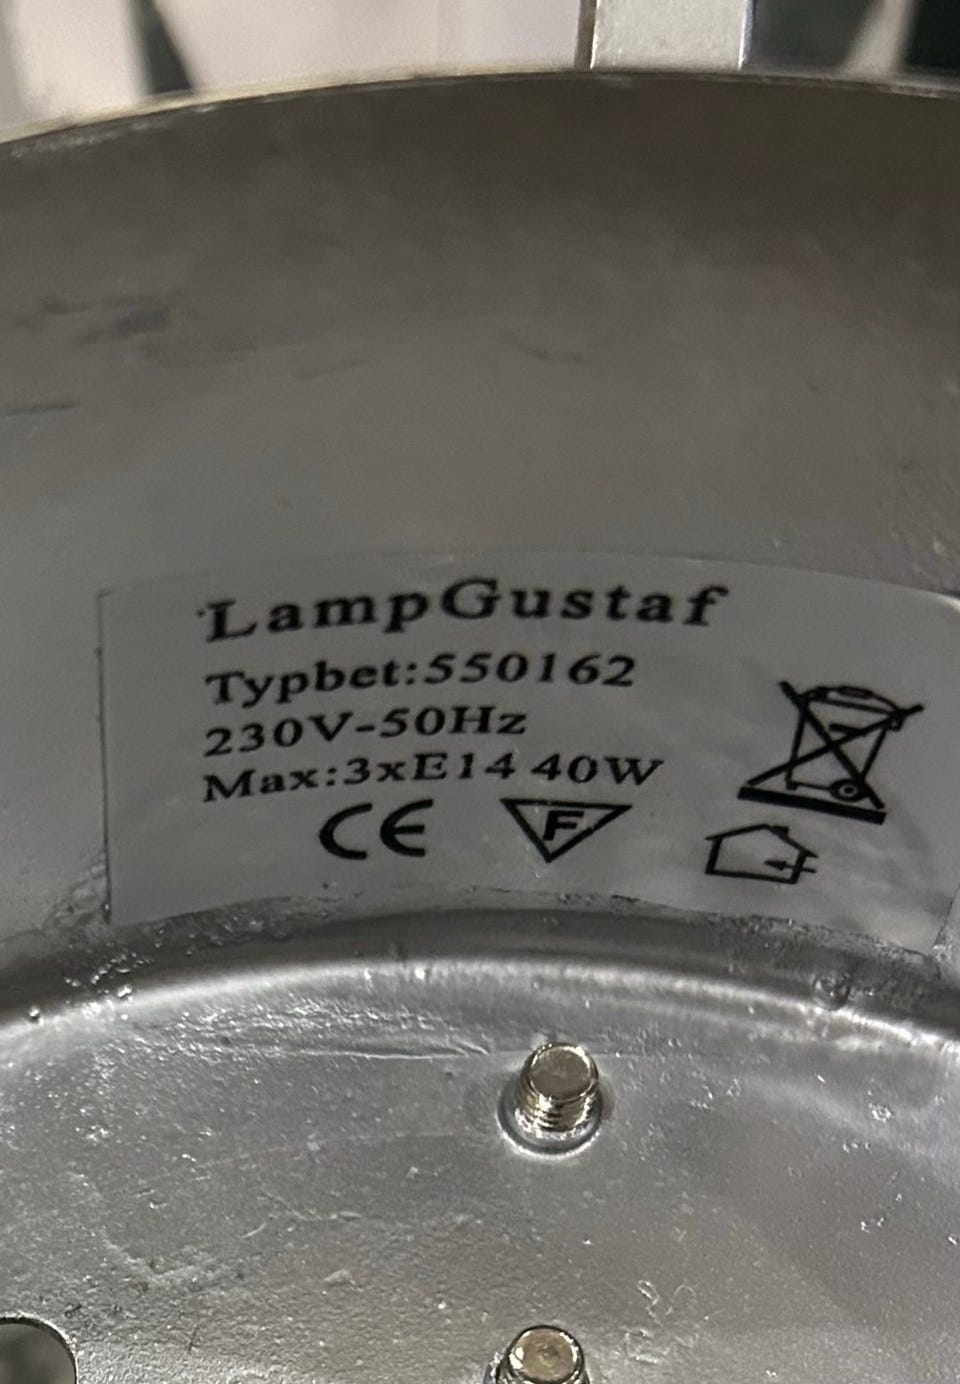 LampGustaf
Typbet:550162
230V-50Hz
Max:3xE14 40W
CE F